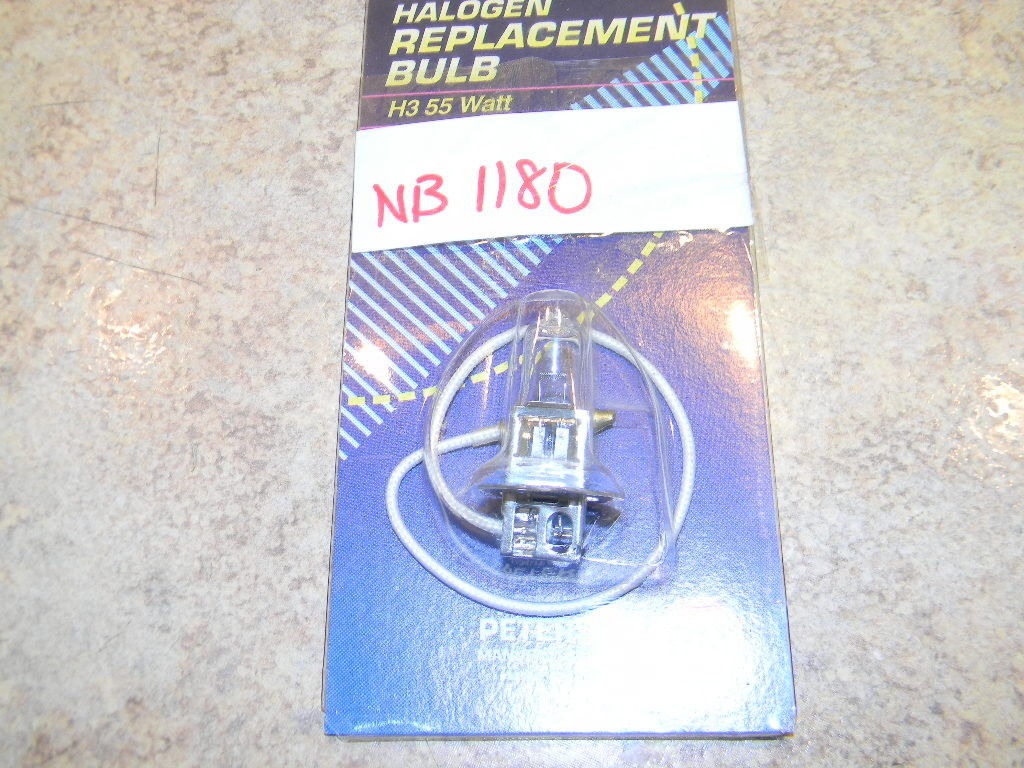 HALOGEN
REPLACEMENT
BULB
H3 55 Watt
NB 1180